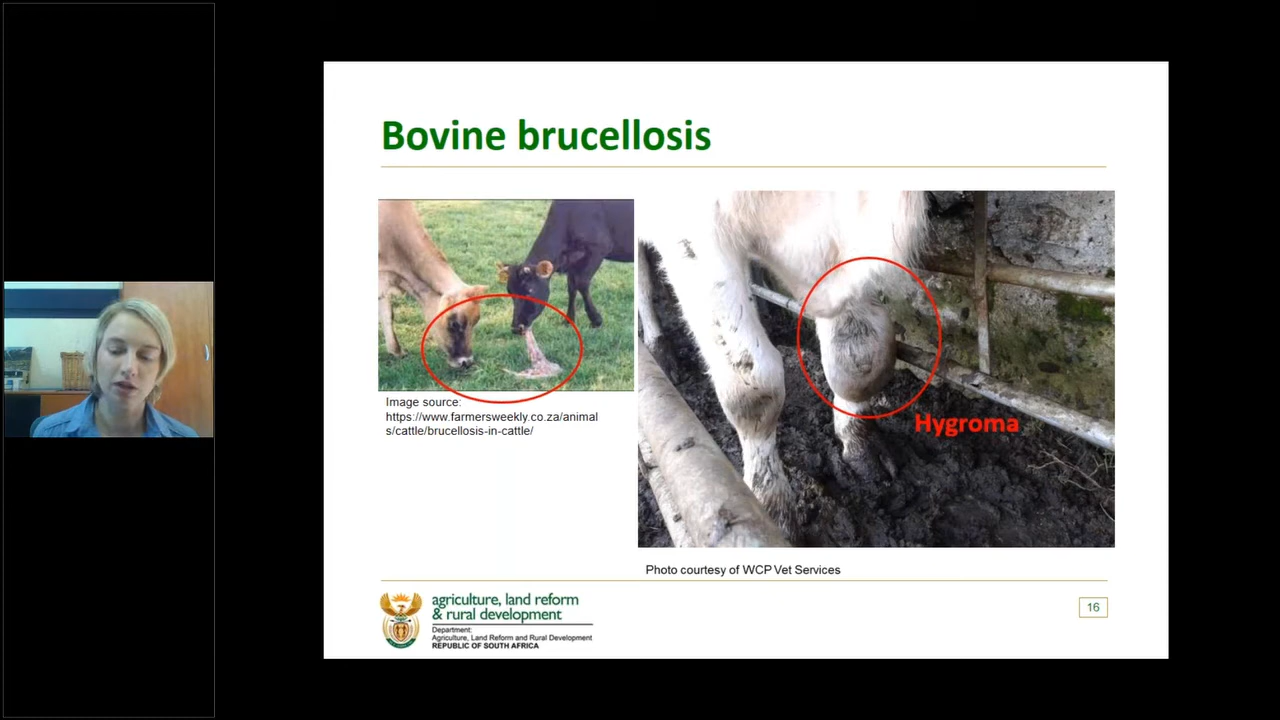 Bovine brucellosis
Image source:
https://www.farmersweekly.co.za/animal
s/cattle/brucellosis-in-cattle/
Hygroma
Photo courtesy of WCP Vet Services
agriculture, land reform
& rural development
Department:
Agriculture, Land Reform and Rural Development
REPUBLIC OF SOUTH AFRICA
16